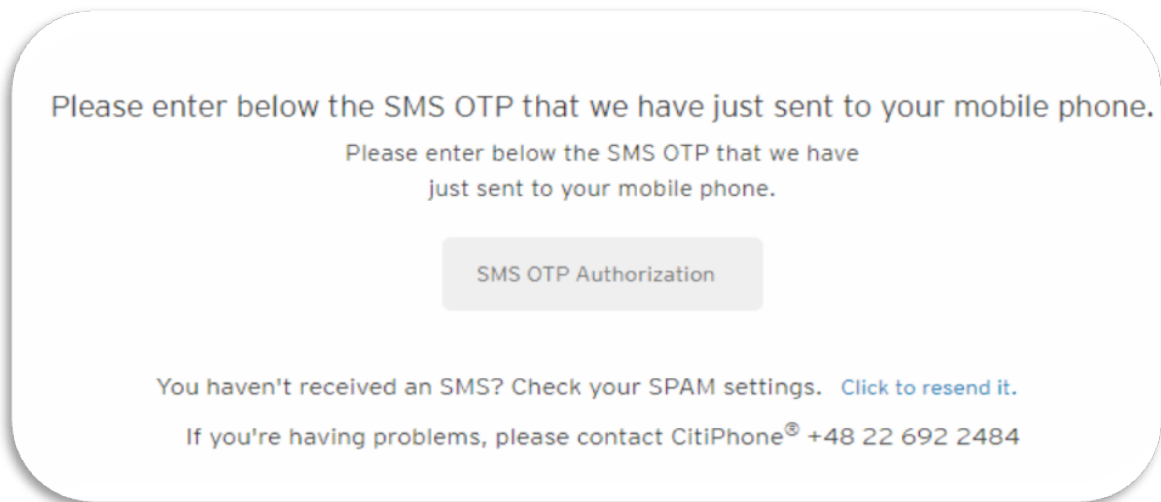 Please enter below the SMS OTP that we have just sent to your mobile phone.
Please enter below the SMS OTP that we have
just sent to your mobile phone.
SMS OTP Authorization
You haven't received an SMS? Check your SPAM settings. Click to resend it.
If you're having problems, please contact CitiPhone® +48 22 692 2484